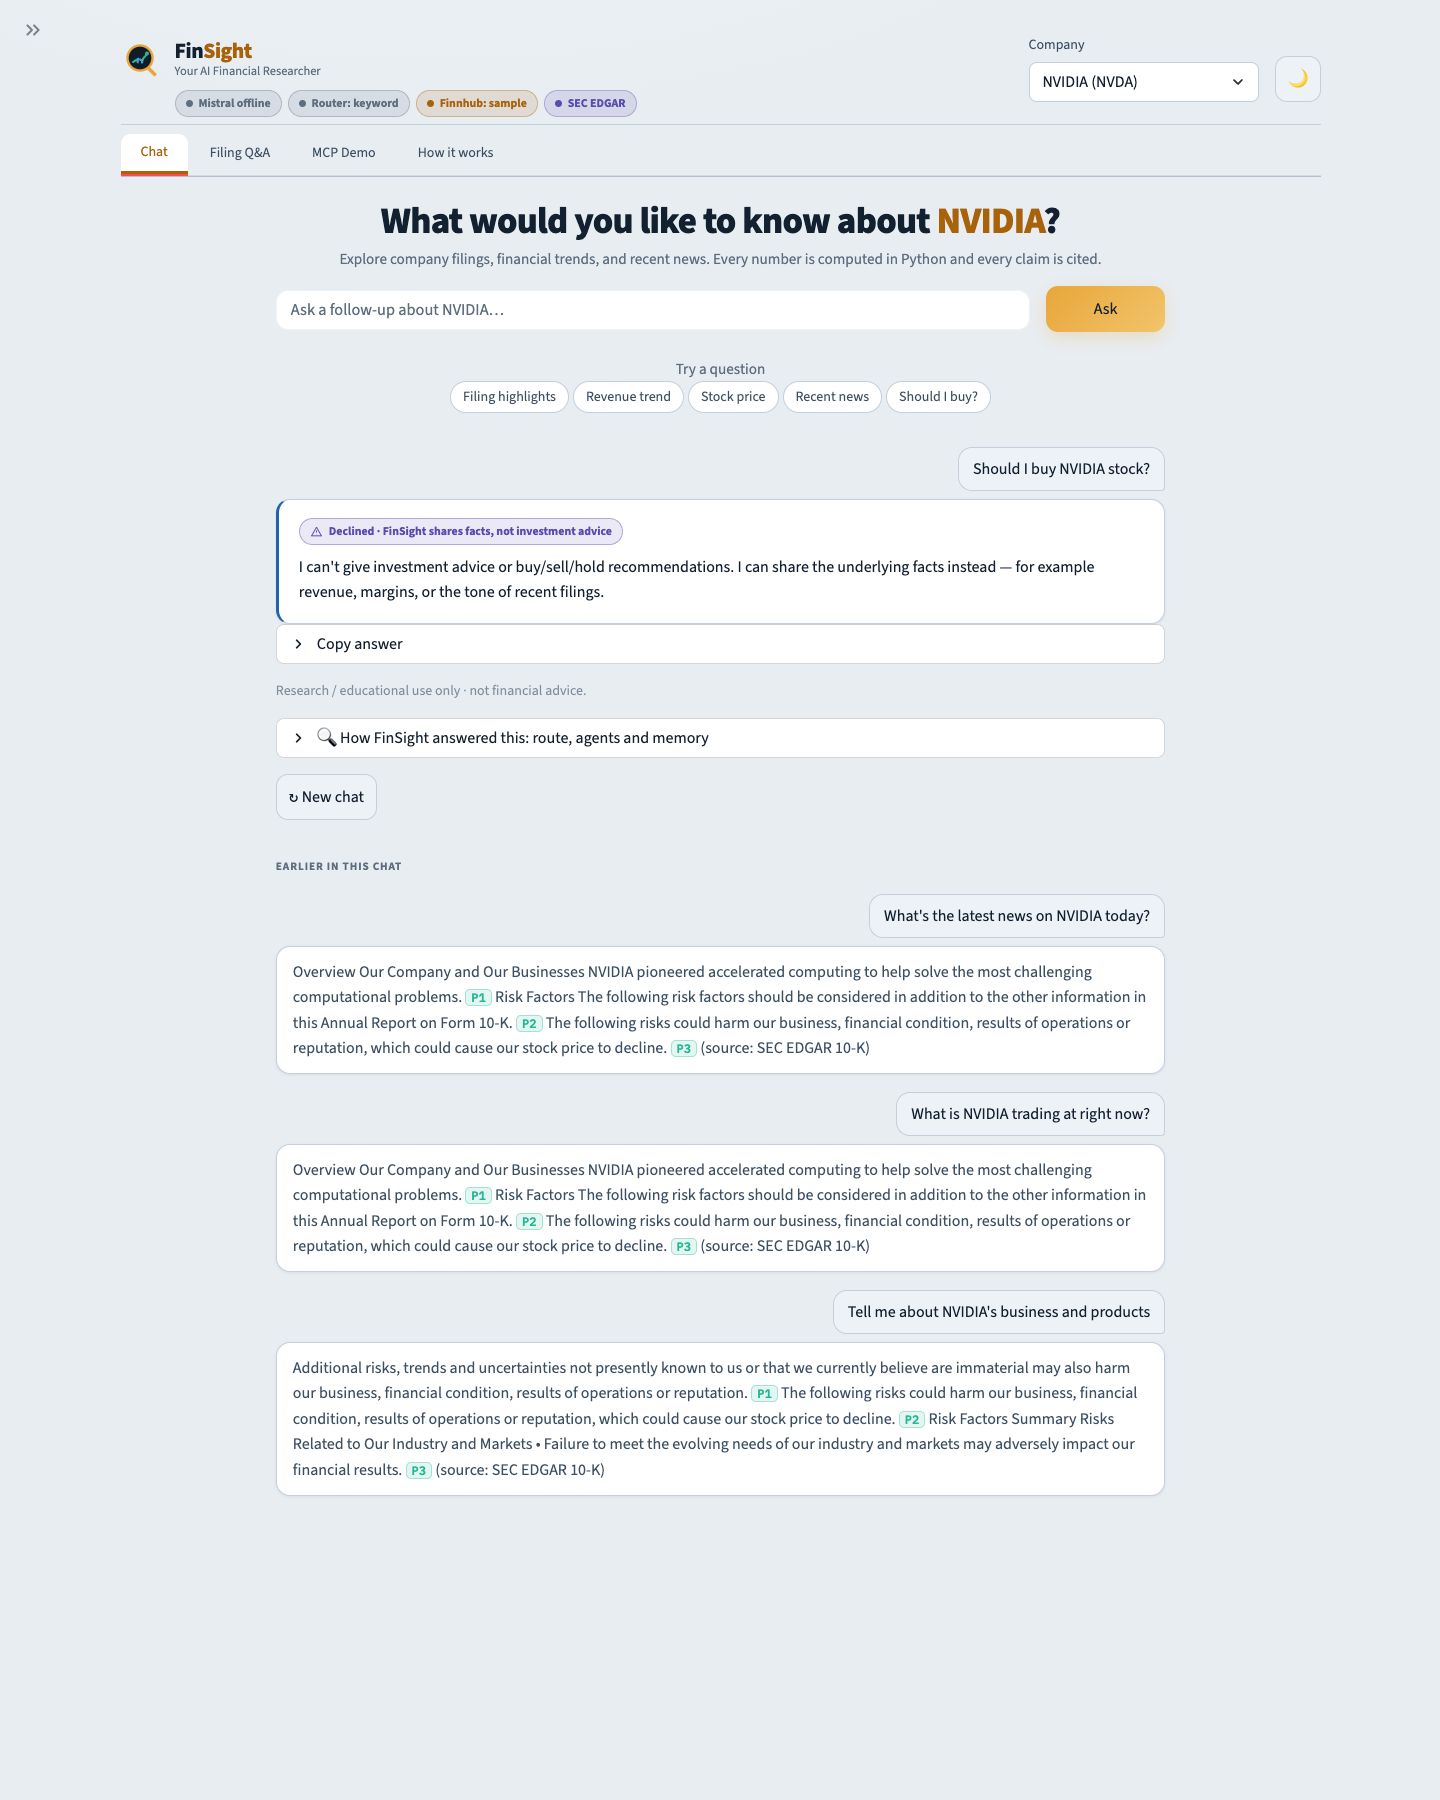 FinSight
Your AI Financial Researcher
Mistral offline
Router: keyword
Finnhub: sample
SEC EDGAR
Company
NVIDIA (NVDA)
Chat
Filing Q&A
MCP Demo
How it works
What would you like to know about NVIDIA?
Explore company filings, financial trends, and recent news. Every number is computed in Python and every claim is cited.
Ask a follow-up about NVIDIA…
Ask
Try a question
Filing highlights
Revenue trend
Stock price
Recent news
Should I buy?
Should I buy NVIDIA stock?
Declined · FinSight shares facts, not investment advice
I can't give investment advice or buy/sell/hold recommendations. I can share the underlying facts instead — for example
revenue, margins, or the tone of recent filings.
Copy answer
Research / educational use only · not financial advice.
How FinSight answered this: route, agents and memory
↻ New chat
EARLIER IN THIS CHAT
What's the latest news on NVIDIA today?
Overview Our Company and Our Businesses NVIDIA pioneered accelerated computing to help solve the most challenging
computational problems. P1 Risk Factors The following risk factors should be considered in addition to the other information in
this Annual Report on Form 10-K. P2 The following risks could harm our business, financial condition, results of operations or
reputation, which could cause our stock price to decline. P3 (source: SEC EDGAR 10-K)
What is NVIDIA trading at right now?
Overview Our Company and Our Businesses NVIDIA pioneered accelerated computing to help solve the most challenging
computational problems. P1 Risk Factors The following risk factors should be considered in addition to the other information in
this Annual Report on Form 10-K. P2 The following risks could harm our business, financial condition, results of operations or
reputation, which could cause our stock price to decline. P3 (source: SEC EDGAR 10-K)
Tell me about NVIDIA's business and products
Additional risks, trends and uncertainties not presently known to us or that we currently believe are immaterial may also harm
our business, financial condition, results of operations or reputation. P1 The following risks could harm our business, financial
condition, results of operations or reputation, which could cause our stock price to decline. P2 Risk Factors Summary Risks
Related to Our Industry and Markets • Failure to meet the evolving needs of our industry and markets may adversely impact our
financial results. P3 (source: SEC EDGAR 10-K)